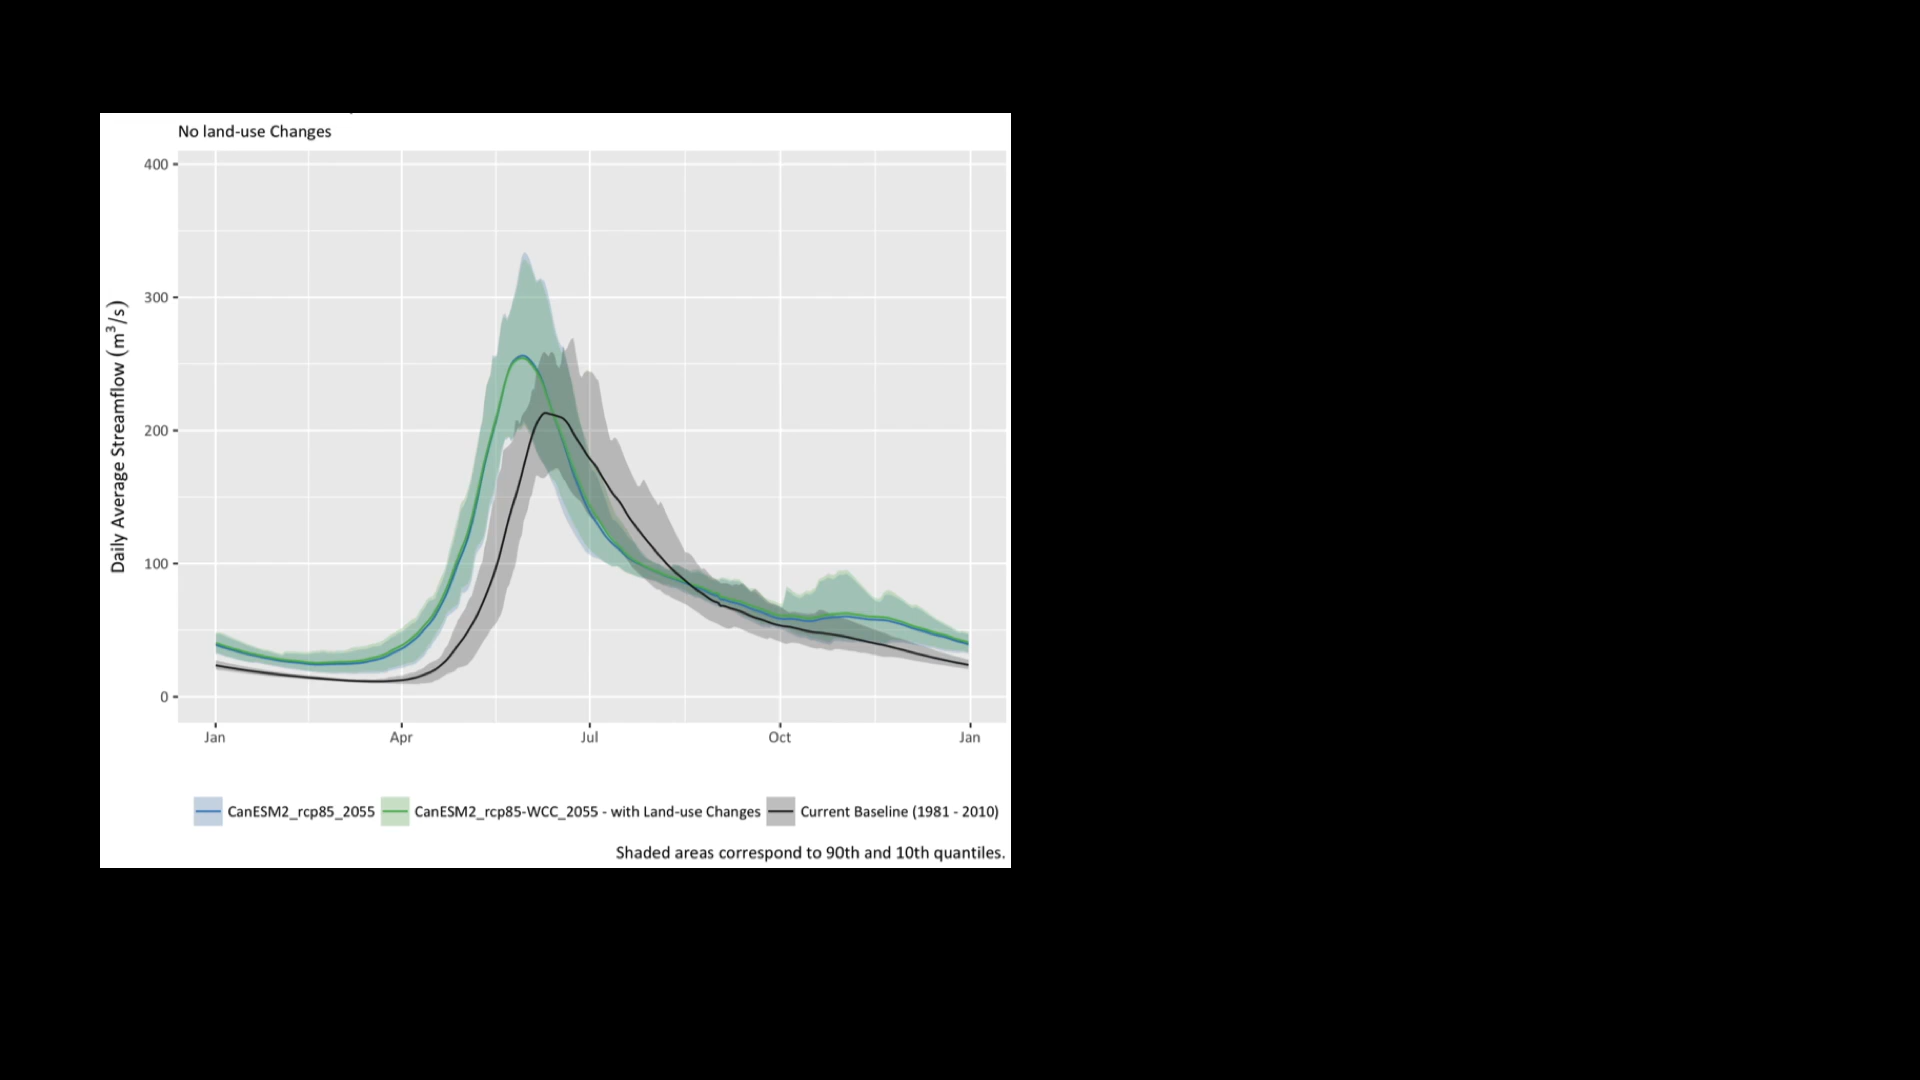 No land-use Changes
400
300
200
100
0
Daily Average Streamflow (m³/s)
Jan Apr Jul Oct Jan
CanESM2_rcp85_2055 CanESM2_rcp85-WCC_2055 - with Land-use Changes Current Baseline (1981 - 2010)
Shaded areas correspond to 90th and 10th quantiles.